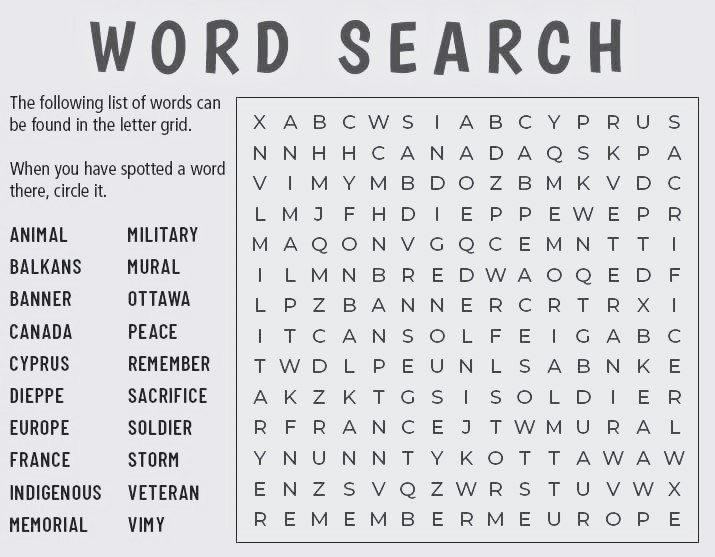 WORD SEARCH
The following list of words can
be found in the letter grid.
When you have spotted a word
there, circle it.
ANIMAL MILITARY
BALKANS MURAL
BANNER OTTAWA
CANADA PEACE
CYPRUS REMEMBER
DIEPPE SACRIFICE
EUROPE SOLDIER
FRANCE STORM
INDIGENOUS VETERAN
MEMORIAL VIMY
X A B C W S I A B C Y P R U S
N N H H C A N A D A Q S K P A
V I M Y M B D O Z B M K V D C
L M J F H D I E P P E W E P R
M A Q O N V G Q C E M N T T I
I L M N B R E D W A O Q E D F
L P Z B A N N E R C R T R X I
I T C A N S O L F E I G A B C
T W D L P E U N L S A B N K E
A K Z K T G S I S O L D I E R
R F R A N C E J T W M U R A L
Y N U N N T Y K O T T A W A W
E N Z S V Q Z W R S T U V W X
R E M E M B E R M E U R O P E